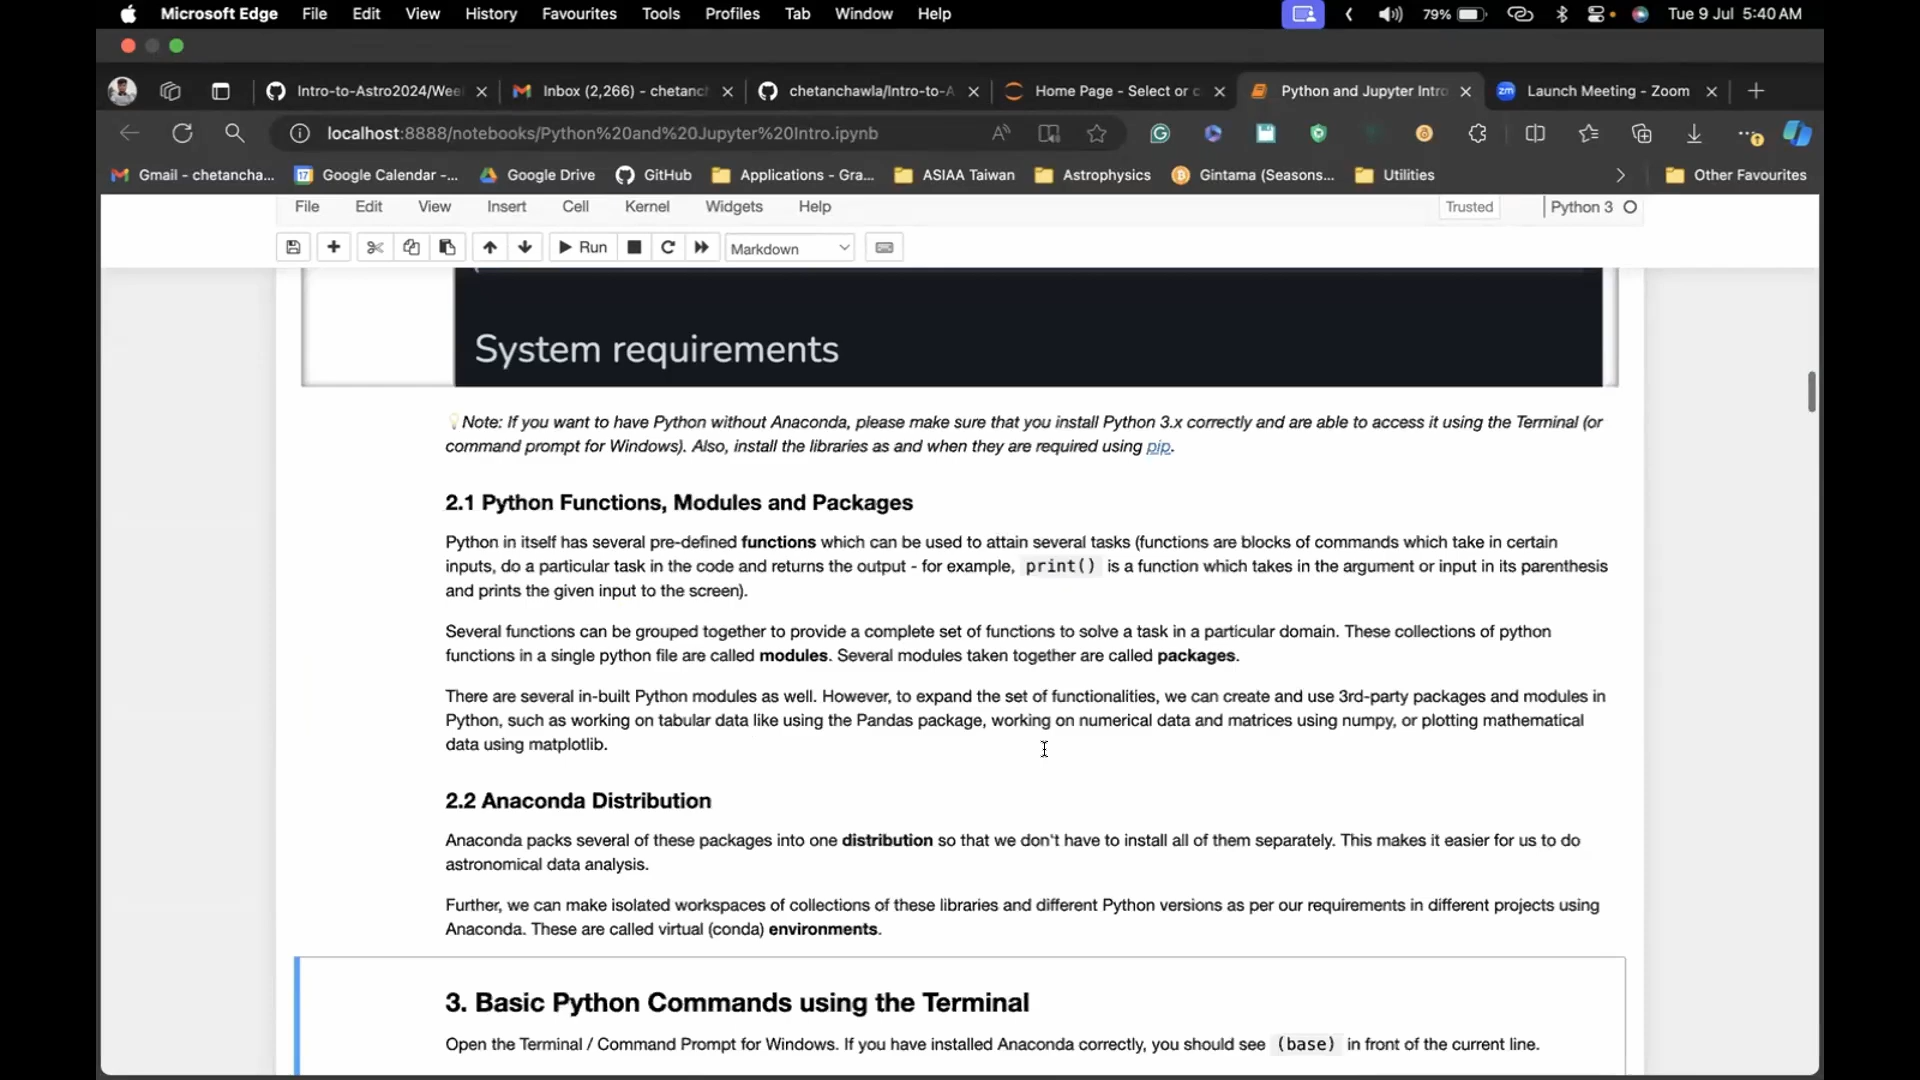 Microsoft Edge File Edit View History Favourites Tools Profiles Tab Window Help 79% Tue 9 Jul 5:40 AM
Intro-to-Astro2024/Wee Inbox (2,266) - chetanch chetanchawla/Intro-to-A Home Page - Select or c Python and Jupyter Intro zm Launch Meeting - Zoom
localhost:8888/notebooks/Python%20and%20Jupyter%20Intro.ipynb
Gmail - chetancha... 17 Google Calendar -... Google Drive GitHub Applications - Gra... ASIAA Taiwan Astrophysics Gintama (Seasons... Utilities Other Favourites
File Edit View Insert Cell Kernel Widgets Help Trusted Python 3
Run Markdown
System requirements
Note: If you want to have Python without Anaconda, please make sure that you install Python 3.x correctly and are able to access it using the Terminal (or
command prompt for Windows). Also, install the libraries as and when they are required using pip.
2.1 Python Functions, Modules and Packages
Python in itself has several pre-defined functions which can be used to attain several tasks (functions are blocks of commands which take in certain
inputs, do a particular task in the code and returns the output - for example, print() is a function which takes in the argument or input in its parenthesis
and prints the given input to the screen).
Several functions can be grouped together to provide a complete set of functions to solve a task in a particular domain. These collections of python
functions in a single python file are called modules. Several modules taken together are called packages.
There are several in-built Python modules as well. However, to expand the set of functionalities, we can create and use 3rd-party packages and modules in
Python, such as working on tabular data like using the Pandas package, working on numerical data and matrices using numpy, or plotting mathematical
data using matplotlib.
2.2 Anaconda Distribution
Anaconda packs several of these packages into one distribution so that we don't have to install all of them separately. This makes it easier for us to do
astronomical data analysis.
Further, we can make isolated workspaces of collections of these libraries and different Python versions as per our requirements in different projects using
Anaconda. These are called virtual (conda) environments.
3. Basic Python Commands using the Terminal
Open the Terminal / Command Prompt for Windows. If you have installed Anaconda correctly, you should see (base) in front of the current line.